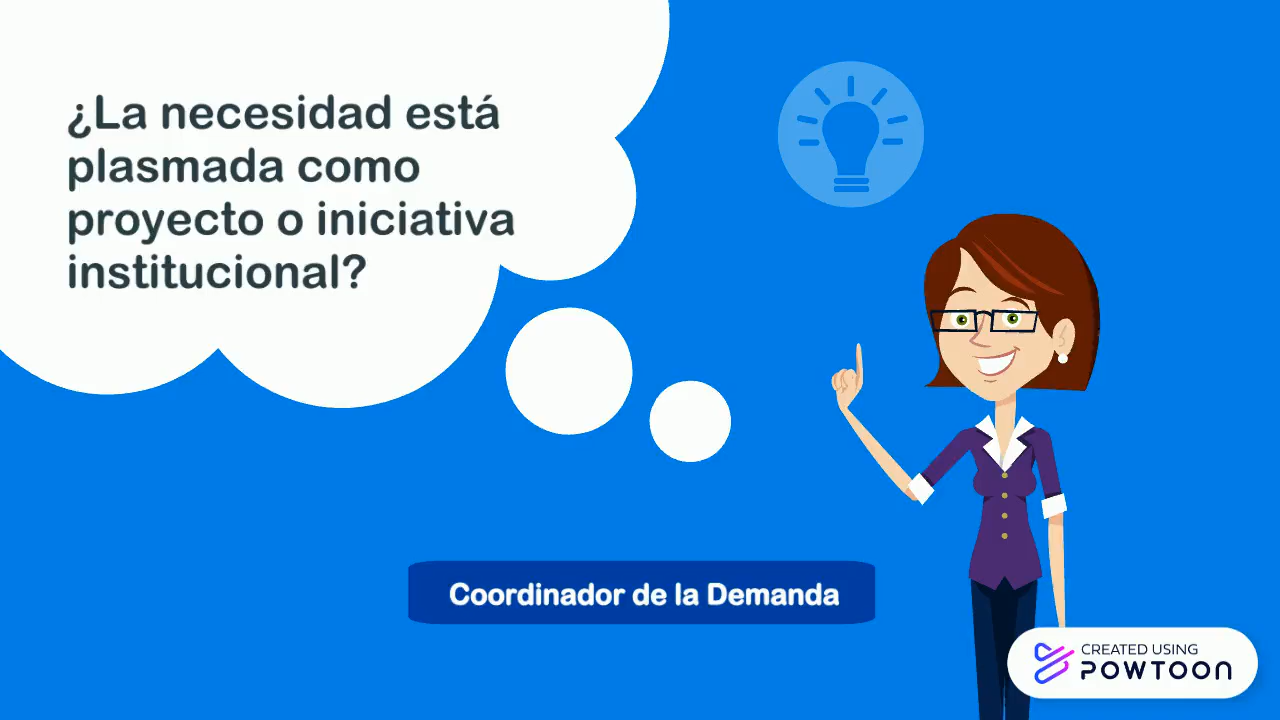 ¿La necesidad está
plasmada como
proyecto o iniciativa
institucional?
Coordinador de la Demanda
CREATED USING
POWTOON